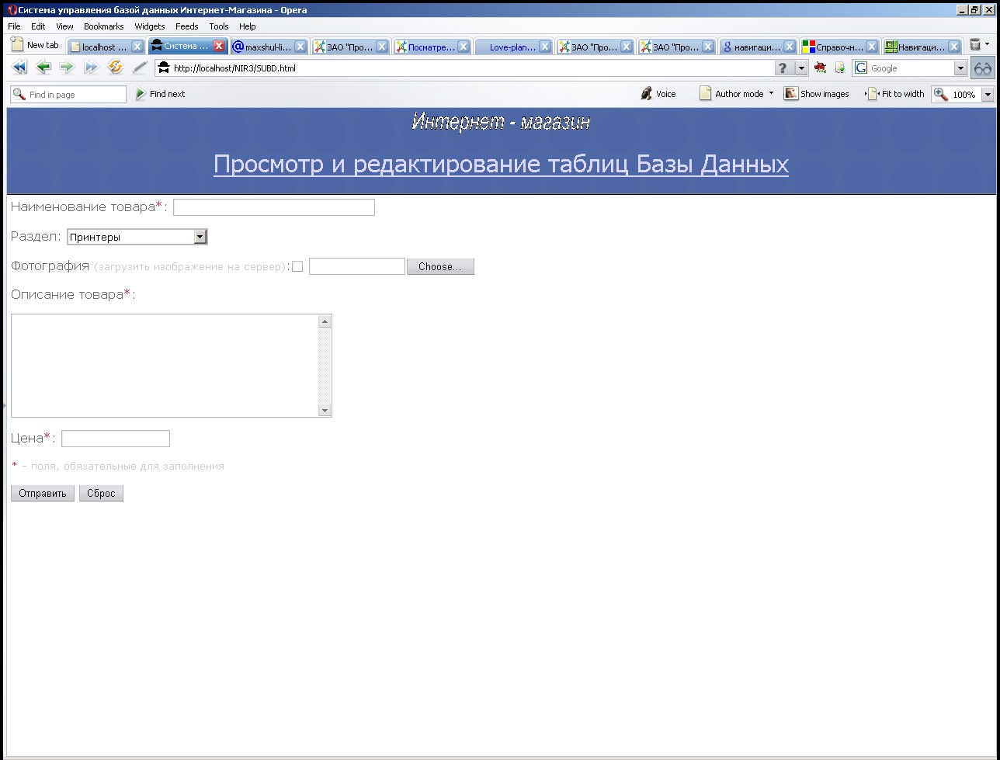 Система управления базой данных Интернет-Магазина - Opera
File Edit View Bookmarks Widgets Feeds Tools Help
New tab localhost ... Система ... maxshul-li... ЗАО "Про... Посматре... Love-plan... ЗАО "Про... ЗАО "Про... навигаци... Справочн... Навигаци...
http://localhost/NIR3/SUBD.html ? Google
Find in page Find next Voice Author mode Show images Fit to width 100%
Интернет - магазин
Просмотр и редактирование таблиц Базы Данных
Наименование товара*:
Раздел: Принтеры
Фотография (загрузить изображение на сервер): Choose...
Описание товара*:
Цена*:
* - поля, обязательные для заполнения
Отправить Сброс